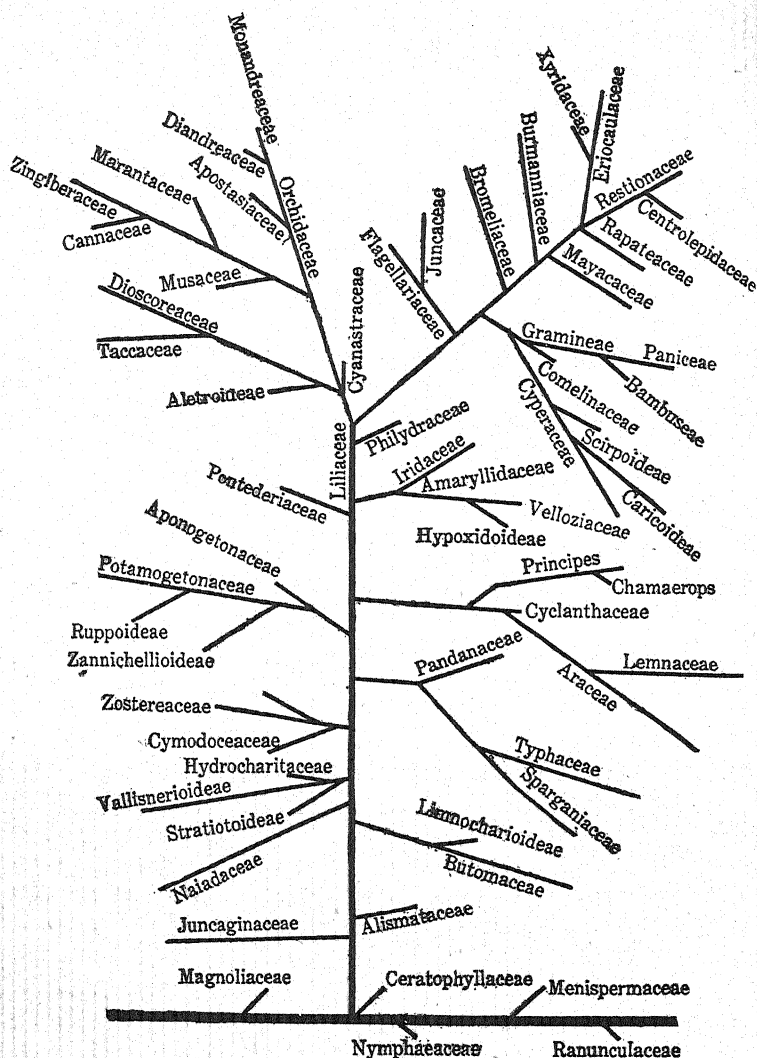 Monandreaceae
Diandreaceae
Apostasiaceae
Orchidaceae
Zingiberaceae
Marantaceae
Cannaceae
Musaceae
Dioscoreaceae
Taccaceae
Aletroideae
Cyanastraceae
Xyridaceae
Eriocaulaceae
Burmanniaceae
Bromeliaceae
Juncaceae
Flagellariaceae
Restionaceae
Centrolepidaceae
Rapateaceae
Mayacaceae
Gramineae
Paniceae
Bambuseae
Comelinaceae
Cyperaceae
Scirpoideae
Caricoideae
Liliaceae
Philydraceae
Iridaceae
Amaryllidaceae
Velloziaceae
Hypoxidoideae
Pontederiaceae
Aponogetonaceae
Potamogetonaceae
Ruppoideae
Zannichellioideae
Principes
Chamaerops
Cyclanthaceae
Lemnaceae
Araceae
Pandanaceae
Typhaceae
Sparganiaceae
Zostereaceae
Cymodoceaceae
Hydrocharitaceae
Vallisnerioideae
Stratiotoideae
Naiadaceae
Limnocharioideae
Butomaceae
Juncaginaceae
Alismataceae
Magnoliaceae
Ceratophyllaceae
Menispermaceae
Nymphaeaceae
Ranunculaceae